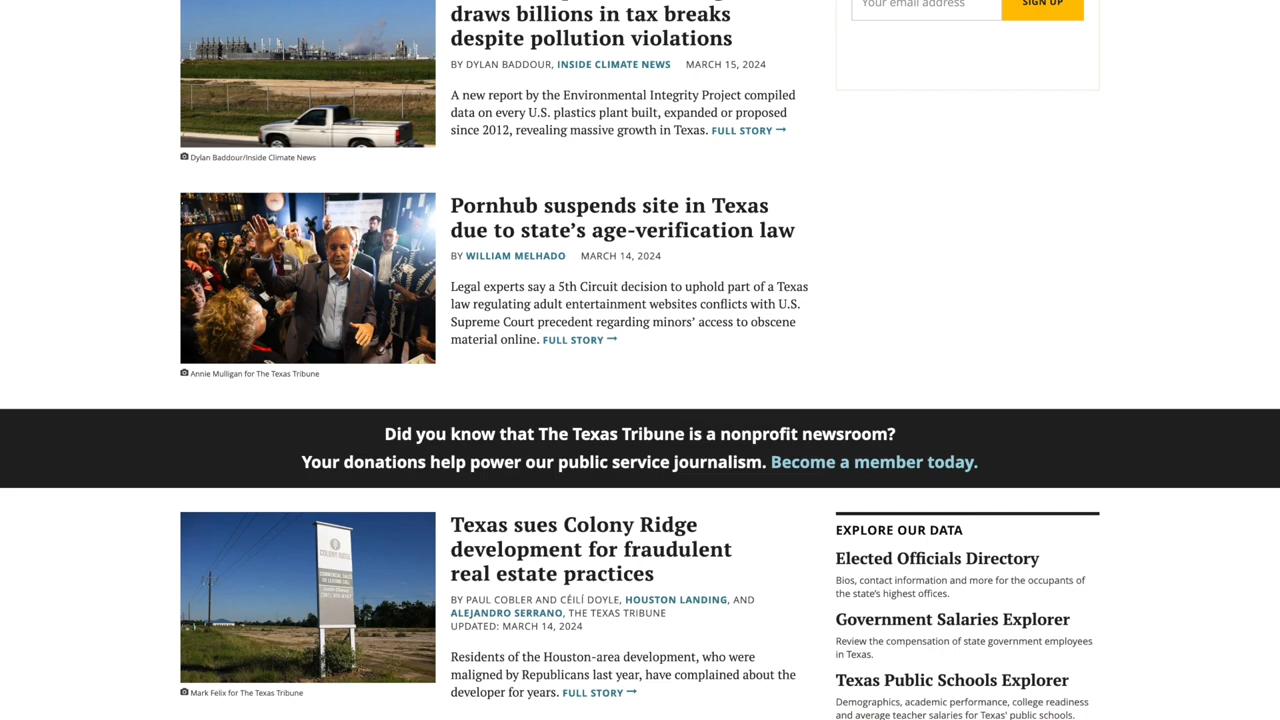 draws billions in tax breaks
despite pollution violations
BY DYLAN BADDOUR, INSIDE CLIMATE NEWS MARCH 15, 2024
A new report by the Environmental Integrity Project compiled
data on every U.S. plastics plant built, expanded or proposed
since 2012, revealing massive growth in Texas. FULL STORY →
Dylan Baddour/Inside Climate News
Your email address
SIGN UP
Pornhub suspends site in Texas
due to state’s age-verification law
BY WILLIAM MELHADO MARCH 14, 2024
Legal experts say a 5th Circuit decision to uphold part of a Texas
law regulating adult entertainment websites conflicts with U.S.
Supreme Court precedent regarding minors’ access to obscene
material online. FULL STORY →
Annie Mulligan for The Texas Tribune
Did you know that The Texas Tribune is a nonprofit newsroom?
Your donations help power our public service journalism. Become a member today.
COLONY RIDGE
Texas sues Colony Ridge
development for fraudulent
real estate practices
BY PAUL COBLER AND CÉILÍ DOYLE, HOUSTON LANDING, AND
ALEJANDRO SERRANO, THE TEXAS TRIBUNE
UPDATED: MARCH 14, 2024
Residents of the Houston-area development, who were
maligned by Republicans last year, have complained about the
developer for years. FULL STORY →
Mark Felix for The Texas Tribune
EXPLORE OUR DATA
Elected Officials Directory
Bios, contact information and more for the occupants of
the state’s highest offices.
Government Salaries Explorer
Review the compensation of state government employees
in Texas.
Texas Public Schools Explorer
Demographics, academic performance, college readiness
and average teacher salaries for Texas' public schools.